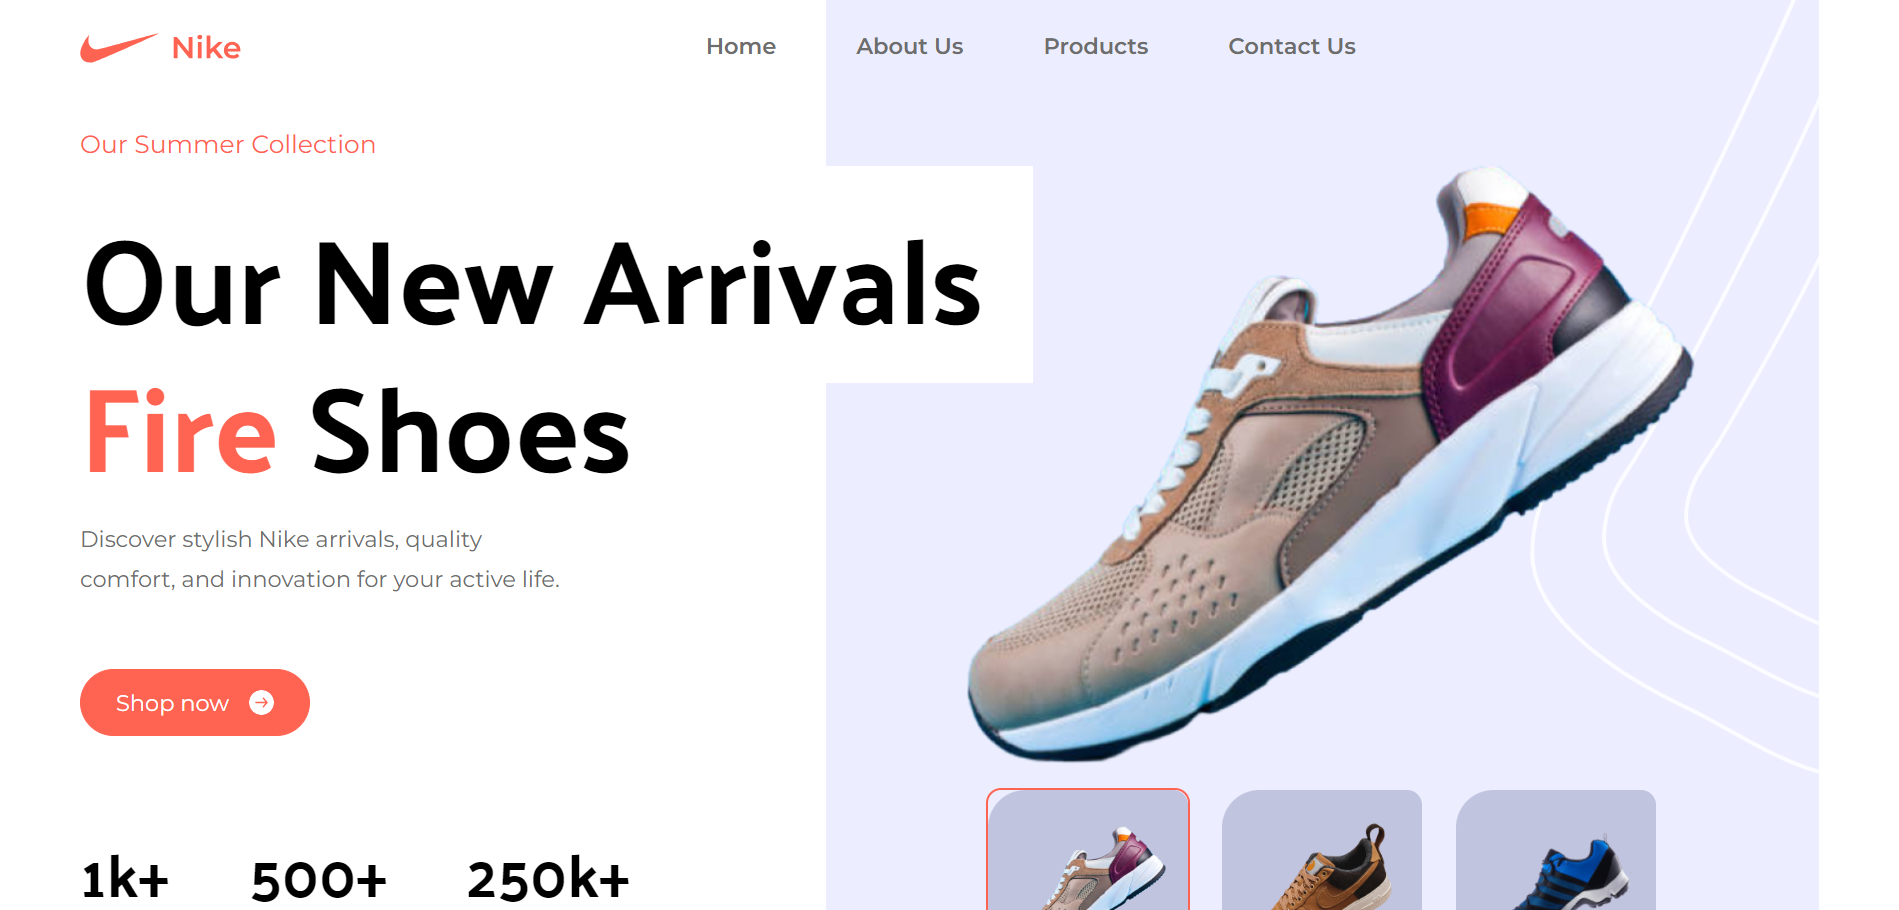 Nike
Home
About Us
Products
Contact Us
Our Summer Collection
Our New Arrivals
Fire Shoes
Discover stylish Nike arrivals, quality
comfort, and innovation for your active life.
Shop now
1k+
500+
250k+